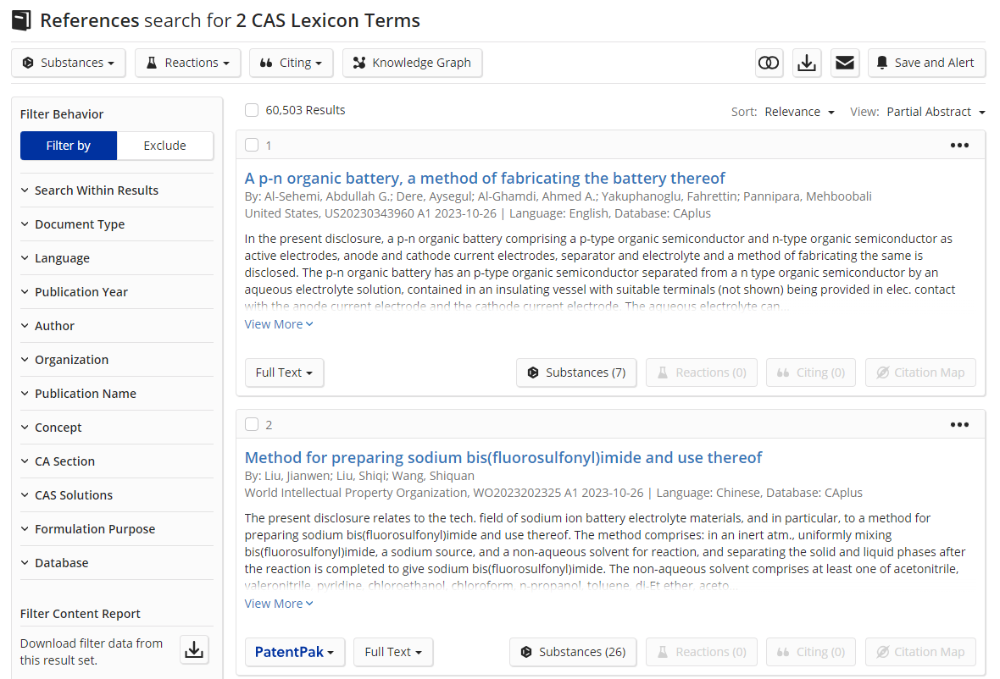 References search for 2 CAS Lexicon Terms
Substances
Reactions
Citing
Knowledge Graph
Save and Alert
Filter Behavior
Filter by
Exclude
Search Within Results
Document Type
Language
Publication Year
Author
Organization
Publication Name
Concept
CA Section
CAS Solutions
Formulation Purpose
Database
Filter Content Report
Download filter data from
this result set.
60,503 Results
Sort: Relevance
View: Partial Abstract
1
A p-n organic battery, a method of fabricating the battery thereof
By: Al-Sehemi, Abdullah G.; Dere, Aysegul; Al-Ghamdi, Ahmed A.; Yakuphanoglu, Fahrettin; Pannipara, Mehboobali
United States, US20230343960 A1 2023-10-26 | Language: English, Database: CAplus
In the present disclosure, a p-n organic battery comprising a p-type organic semiconductor and n-type organic semiconductor as
active electrodes, anode and cathode current electrodes, separator and electrolyte and a method of fabricating the same is
disclosed. The p-n organic battery has an p-type organic semiconductor separated from a n type organic semiconductor by an
aqueous electrolyte solution, contained in an insulating vessel with suitable terminals (not shown) being provided in elec. contact
with the anode current electrode and the cathode current electrode. The aqueous electrolyte can...
View More
Full Text
Substances (7)
Reactions (0)
Citing (0)
Citation Map
2
Method for preparing sodium bis(fluorosulfonyl)imide and use thereof
By: Liu, Jianwen; Liu, Shiqi; Wang, Shiquan
World Intellectual Property Organization, WO2023202325 A1 2023-10-26 | Language: Chinese, Database: CAplus
The present disclosure relates to the tech. field of sodium ion battery electrolyte materials, and in particular, to a method for
preparing sodium bis(fluorosulfonyl)imide and use thereof. The method comprises: in an inert atm., uniformly mixing
bis(fluorosulfonyl)imide, a sodium source, and a non-aqueous solvent for reaction, and separating the solid and liquid phases after
the reaction is completed to give sodium bis(fluorosulfonyl)imide. The non-aqueous solvent comprises at least one of acetonitrile,
valeronitrile, pyridine, chloroethanol, chloroform, n-propanol, toluene, di-Et ether, aceto...
View More
PatentPak
Full Text
Substances (26)
Reactions (0)
Citing (0)
Citation Map